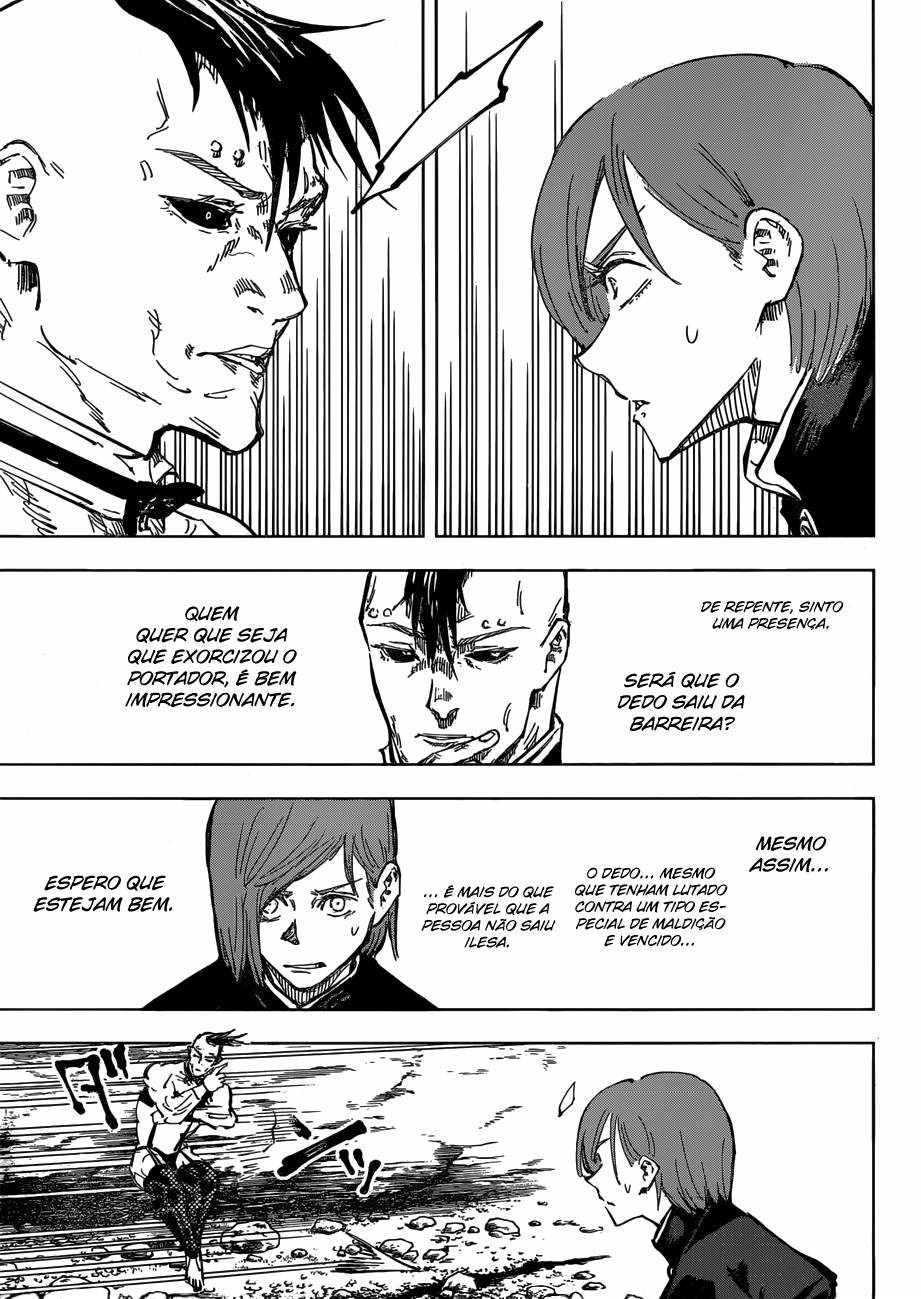 DE REPENTE, SINTO
UMA PRESENÇA.
SERÁ QUE O
DEDO SAIU DA
BARREIRA?
QUEM
QUER QUE SEJA
QUE EXORCIZOU O
PORTADOR, É BEM
IMPRESSIONANTE.
MESMO
ASSIM...
O DEDO... MESMO
QUE TENHAM LUTADO
CONTRA UM TIPO ES-
PECIAL DE MALDIÇÃO
E VENCIDO...
... É MAIS DO QUE
PROVÁVEL QUE A
PESSOA NÃO SAIU
ILESA.
ESPERO QUE
ESTEJAM BEM.
ダッ